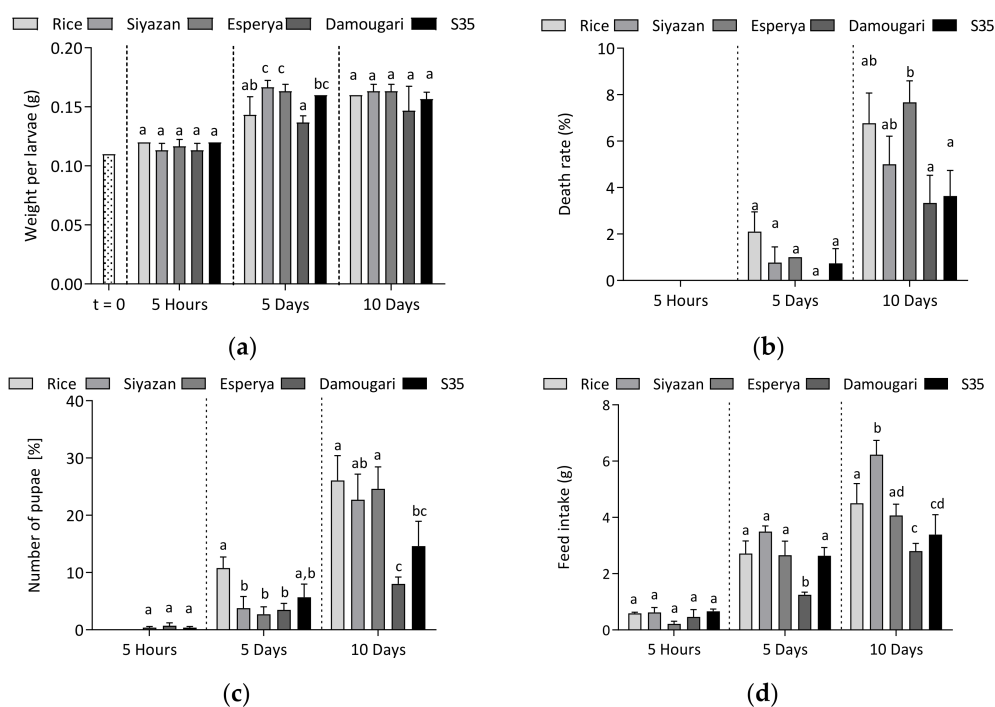 (a)
Rice Siyazan Esperya Damougari S35
Weight per larvae (g)
0.20
0.15
0.10
0.05
0.00
ab c c a bc
a a a a a
a a a a a
t = 0 5 Hours 5 Days 10 Days
(b)
Rice Siyazan Esperya Damougari S35
Death rate (%)
10
8
6
4
2
0
a a a a a
ab ab b a a
5 Hours 5 Days 10 Days
(a)
(b)
Rice Siyazan Esperya Damougari S35
Number of pupae [%]
40
30
20
10
0
a a a
a b b b a,b
a ab a c bc
5 Hours 5 Days 10 Days
(c)
Rice Siyazan Esperya Damougari S35
Feed intake (g)
8
6
4
2
0
a a a a a
a a a b a
a b ad c cd
5 Hours 5 Days 10 Days
(d)